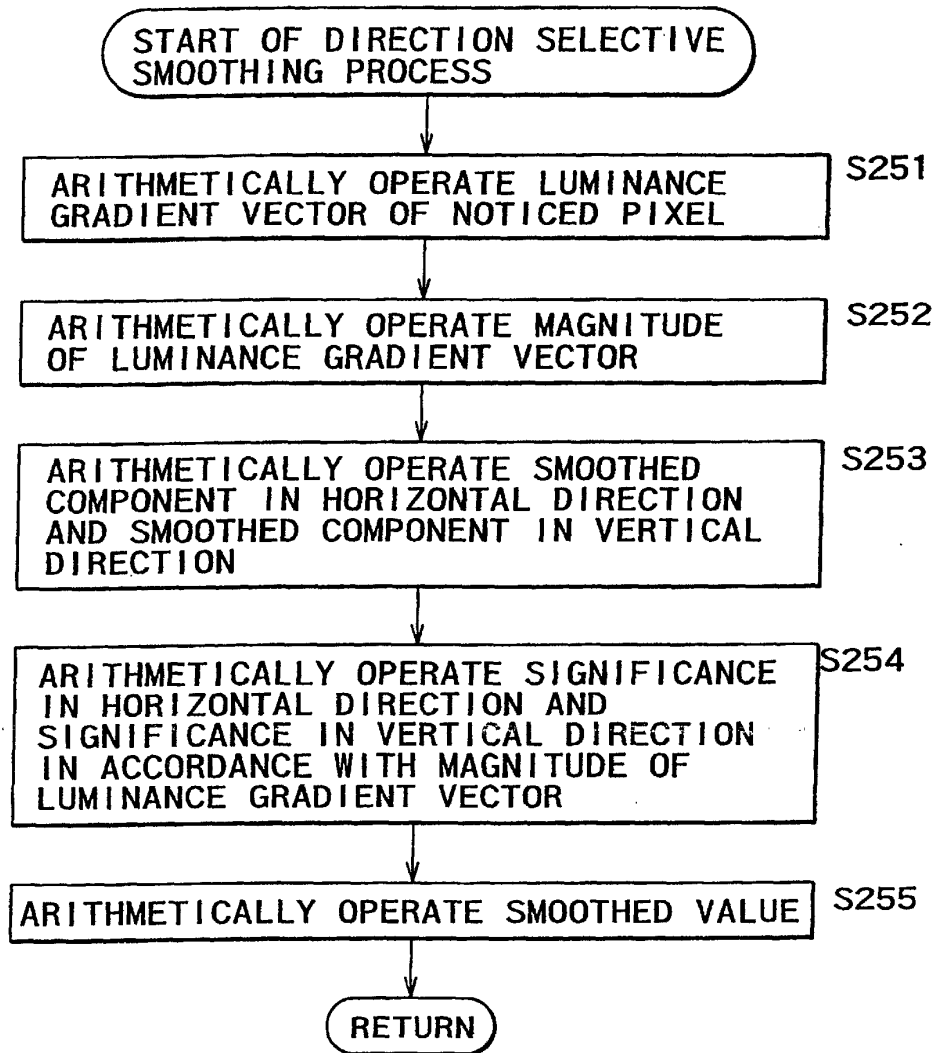 START OF DIRECTION SELECTIVE
SMOOTHING PROCESS
ARITHMETICALLY OPERATE LUMINANCE
GRADIENT VECTOR OF NOTICED PIXEL
S251
ARITHMETICALLY OPERATE MAGNITUDE
OF LUMINANCE GRADIENT VECTOR
S252
ARITHMETICALLY OPERATE SMOOTHED
COMPONENT IN HORIZONTAL DIRECTION
AND SMOOTHED COMPONENT IN VERTICAL
DIRECTION
S253
ARITHMETICALLY OPERATE SIGNIFICANCE
IN HORIZONTAL DIRECTION AND
SIGNIFICANCE IN VERTICAL DIRECTION
IN ACCORDANCE WITH MAGNITUDE OF
LUMINANCE GRADIENT VECTOR
S254
ARITHMETICALLY OPERATE SMOOTHED VALUE
S255
RETURN